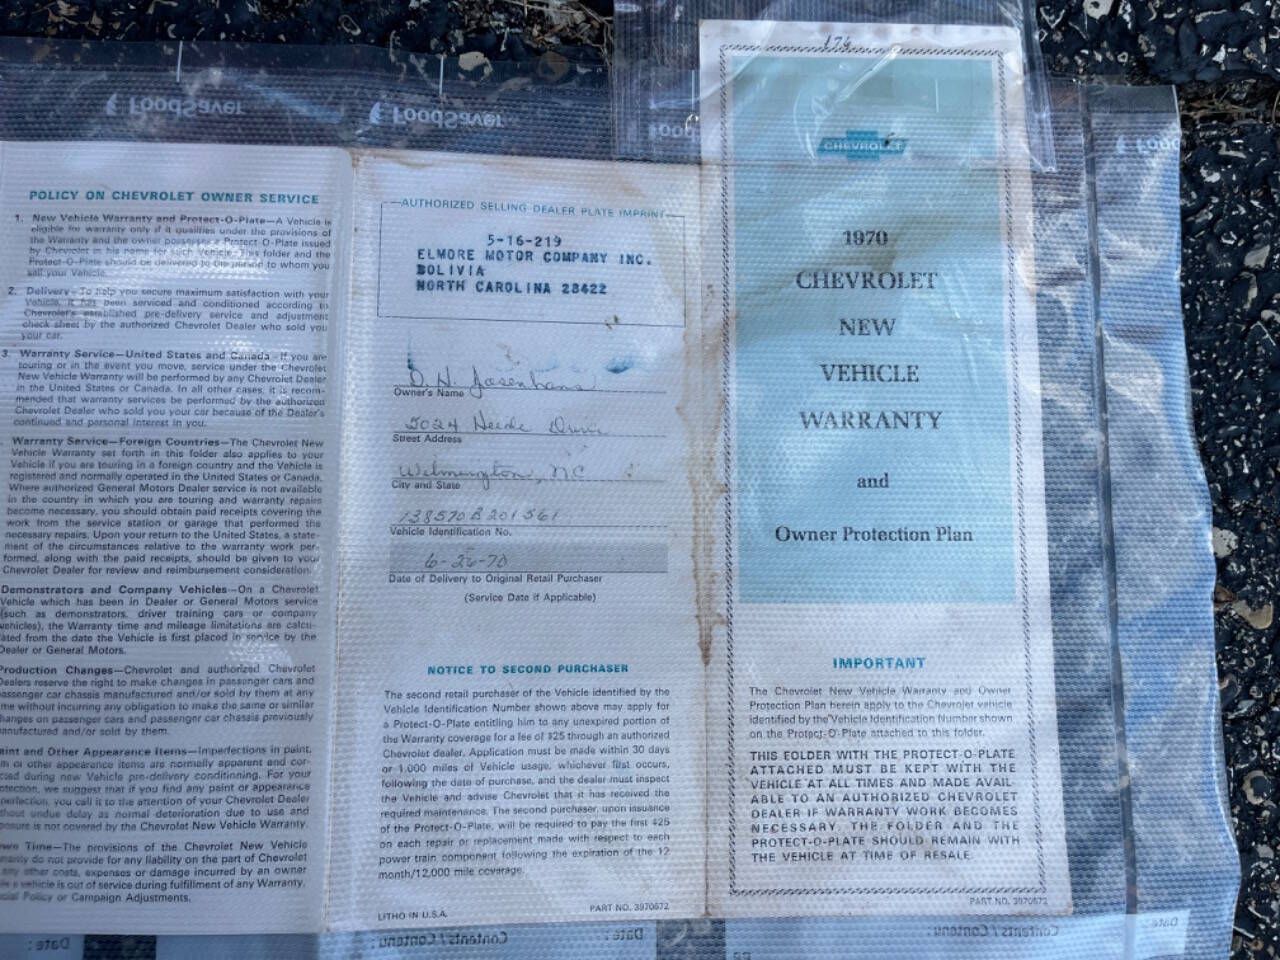 FoodSaver
FoodSaver
POLICY ON CHEVROLET OWNER SERVICE
1. New Vehicle Warranty and Protect-O-Plate—A Vehicle is
eligible for warranty only if it qualifies under the provisions of
the Warranty and the owner possesses a Protect-O-Plate issued
by Chevrolet in his name for such Vehicle. This folder and the
Protect-O-Plate should be delivered to the person to whom you
sell your Vehicle.
2. Delivery—To help you secure maximum satisfaction with your
Vehicle, it has been serviced and conditioned according to
Chevrolet's established pre-delivery service and adjustment
check sheet by the authorized Chevrolet Dealer who sold you
your car.
3. Warranty Service—United States and Canada—If you are
touring or in the event you move, service under the Chevrolet
New Vehicle Warranty will be performed by any Chevrolet Dealer
in the United States or Canada. In all other cases, it is recom-
mended that warranty services be performed by the authorized
Chevrolet Dealer who sold you your car because of the Dealer's
continued and personal interest in you.
Warranty Service—Foreign Countries—The Chevrolet New
Vehicle Warranty set forth in this folder also applies to your
Vehicle if you are touring in a foreign country and the Vehicle is
registered and normally operated in the United States or Canada.
Where authorized General Motors Dealer service is not available
in the country in which you are touring and warranty repairs
become necessary, you should obtain paid receipts covering the
work from the service station or garage that performed the
necessary repairs. Upon your return to the United States, a state-
ment of the circumstances relative to the warranty work per-
formed, along with the paid receipts, should be given to your
Chevrolet Dealer for review and reimbursement consideration.
Demonstrators and Company Vehicles—On a Chevrolet
Vehicle which has been in Dealer or General Motors service
(such as demonstrators, driver training cars or company
vehicles), the Warranty time and mileage limitations are calcu-
lated from the date the Vehicle is first placed in service by the
Dealer or General Motors.
Production Changes—Chevrolet and authorized Chevrolet
Dealers reserve the right to make changes in passenger cars and
passenger car chassis manufactured and/or sold by them at any
time without incurring any obligation to make the same or similar
changes on passenger cars and passenger car chassis previously
manufactured and/or sold by them.
aint and Other Appearance Items—Imperfections in paint,
m or other appearance items are normally apparent and cor-
cted during new Vehicle pre-delivery conditioning. For your
otection, we suggest that if you find any paint or appearance
perfection, you call it to the attention of your Chevrolet Dealer
thout undue delay as normal deterioration due to use and
posure is not covered by the Chevrolet New Vehicle Warranty.
Time—The provisions of the Chevrolet New Vehicle
ranty do not provide for any liability on the part of Chevrolet
any other costs, expenses or damage incurred by an owner
vehicle is out of service during fulfillment of any Warranty,
cial Policy or Campaign Adjustments.
AUTHORIZED SELLING DEALER PLATE IMPRINT
5-16-219
ELMORE MOTOR COMPANY INC.
BOLIVIA
NORTH CAROLINA 28422
D. H. Josenhans
Owner's Name
5024 Heide Drive
Street Address
Wilmington, NC
City and State
138570B201561
Vehicle Identification No.
6-26-70
Date of Delivery to Original Retail Purchaser
(Service Date if Applicable)
NOTICE TO SECOND PURCHASER
The second retail purchaser of the Vehicle identified by the
Vehicle Identification Number shown above may apply for
a Protect-O-Plate entitling him to any unexpired portion of
the Warranty coverage for a fee of $25 through an authorized
Chevrolet dealer. Application must be made within 30 days
or 1,000 miles of Vehicle usage, whichever first occurs,
following the date of purchase, and the dealer must inspect
the Vehicle and advise Chevrolet that it has received the
required maintenance. The second purchaser, upon issuance
of the Protect-O-Plate, will be required to pay the first $25
on each repair or replacement made with respect to each
power train component following the expiration of the 12
month/12,000 mile coverage.
LITHO IN U.S.A.
PART NO. 3970672
174
CHEVROLET
1970
CHEVROLET
NEW
VEHICLE
WARRANTY
and
Owner Protection Plan
IMPORTANT
The Chevrolet New Vehicle Warranty and Owner
Protection Plan herein apply to the Chevrolet vehicle
identified by the Vehicle Identification Number shown
on the Protect-O-Plate attached to this folder.
THIS FOLDER WITH THE PROTECT-O-PLATE
ATTACHED MUST BE KEPT WITH THE
VEHICLE AT ALL TIMES AND MADE AVAIL-
ABLE TO AN AUTHORIZED CHEVROLET
DEALER IF WARRANTY WORK BECOMES
NECESSARY. THE FOLDER AND THE
PROTECT-O-PLATE SHOULD REMAIN WITH
THE VEHICLE AT TIME OF RESALE.
PART NO. 3970672
Date :
Contents / Contenu :
Date :
Contents / Contenu :